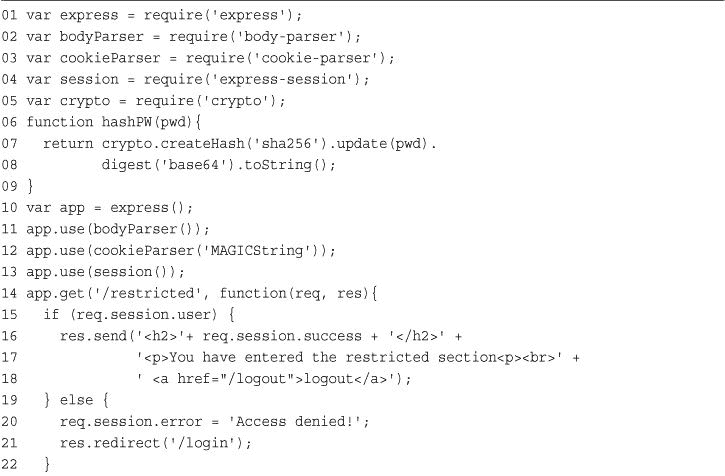 01 var express = require('express');
02 var bodyParser = require('body-parser');
03 var cookieParser = require('cookie-parser');
04 var session = require('express-session');
05 var crypto = require('crypto');
06 function hashPW(pwd){
07   return crypto.createHash('sha256').update(pwd).
08          digest('base64').toString();
09 }
10 var app = express();
11 app.use(bodyParser());
12 app.use(cookieParser('MAGICString'));
13 app.use(session());
14 app.get('/restricted', function(req, res){
15   if (req.session.user) {
16     res.send('<h2>'+ req.session.success + '</h2>' +
17              '<p>You have entered the restricted section<p><br>' +
18              ' <a href="/logout">logout</a>');
19   } else {
20     req.session.error = 'Access denied!';
21     res.redirect('/login');
22   }